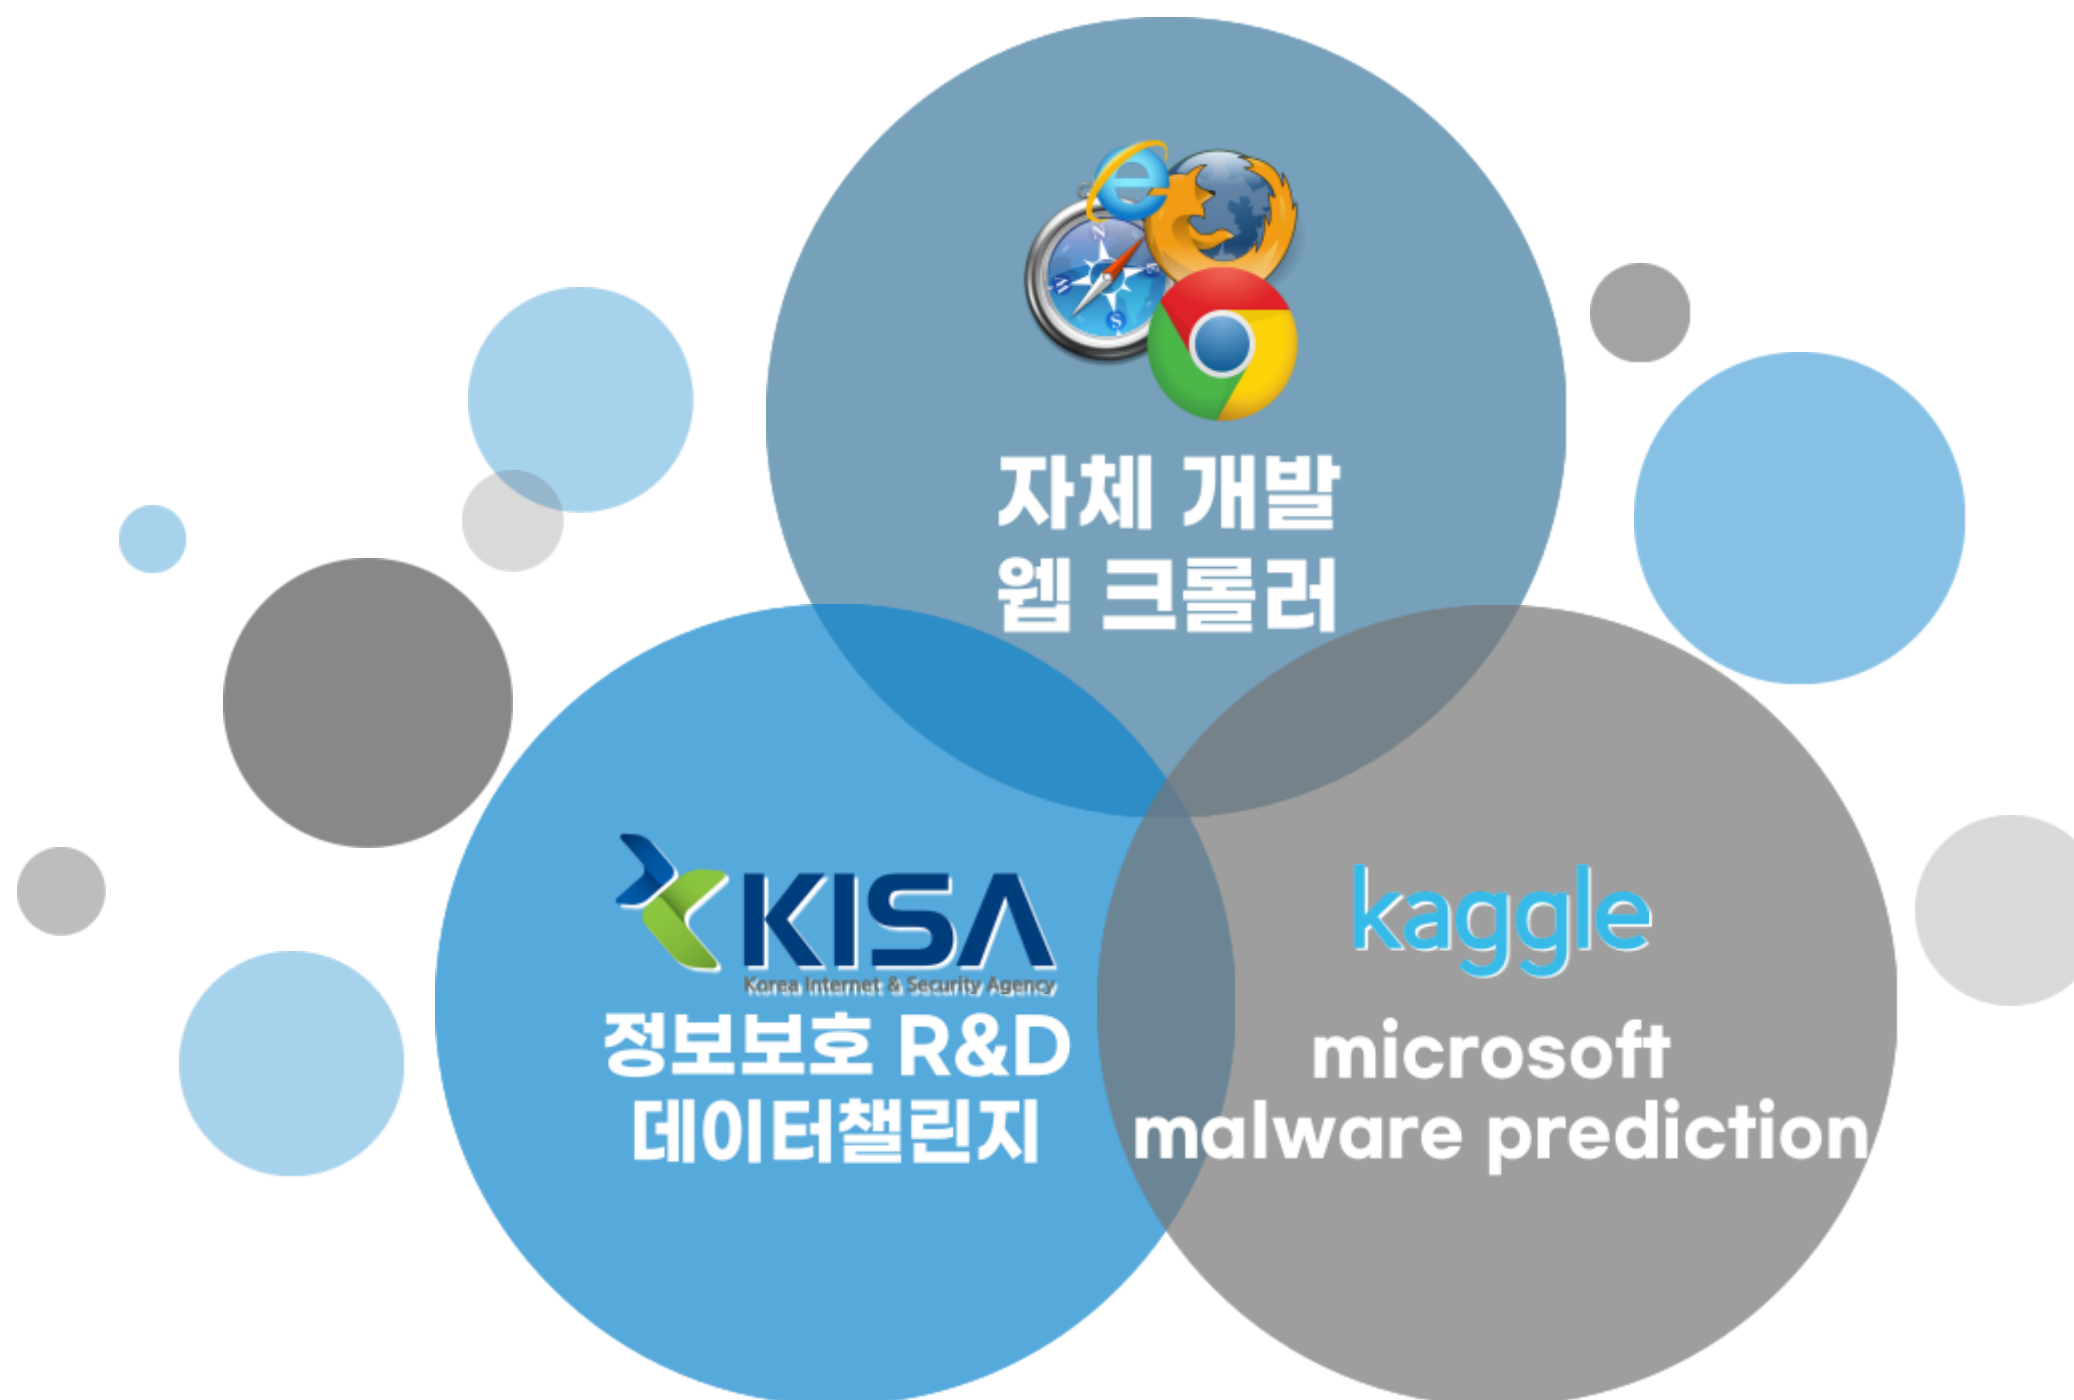 자체 개발
웹 크롤러
KISA
Korea Internet & Security Agency
정보보호 R&D
데이터챌린지
kaggle
microsoft
malware prediction